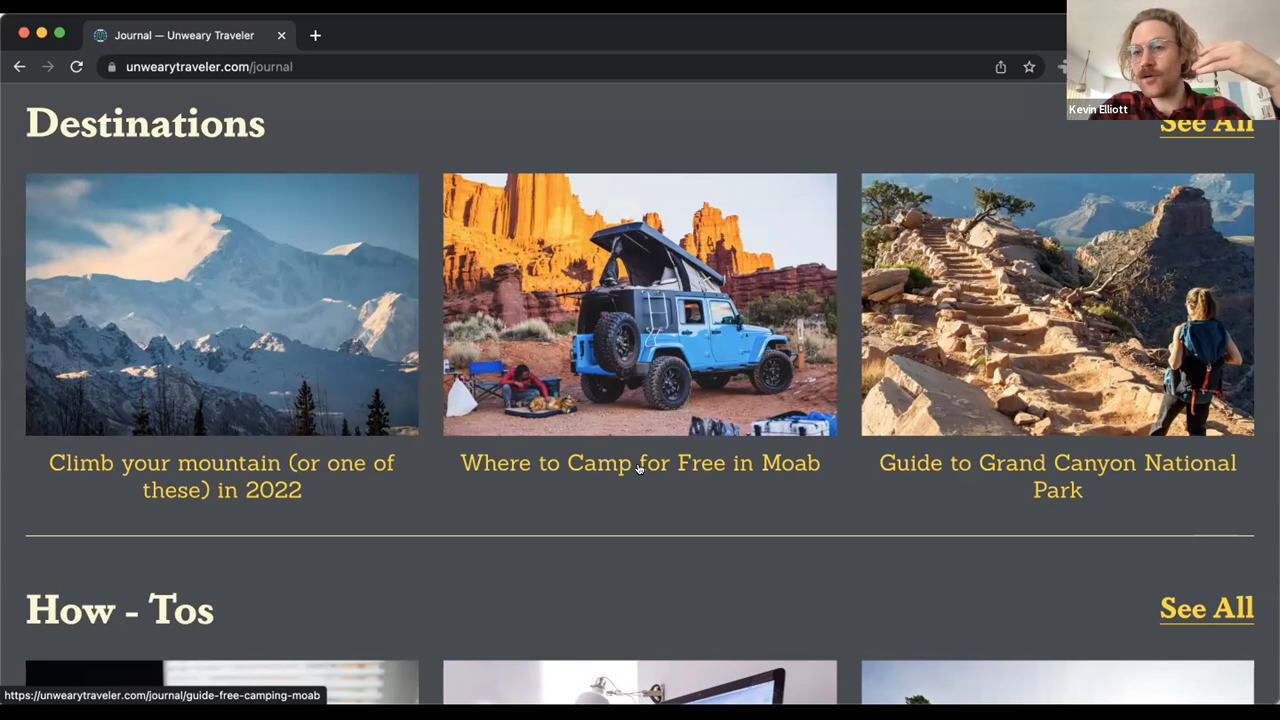 Journal — Unweary Traveler
unwearytraveler.com/journal
Kevin Elliott
Destinations
See All
Climb your mountain (or one of
these) in 2022
Where to Camp for Free in Moab
Guide to Grand Canyon National
Park
How - Tos
See All
https://unwearytraveler.com/journal/guide-free-camping-moab